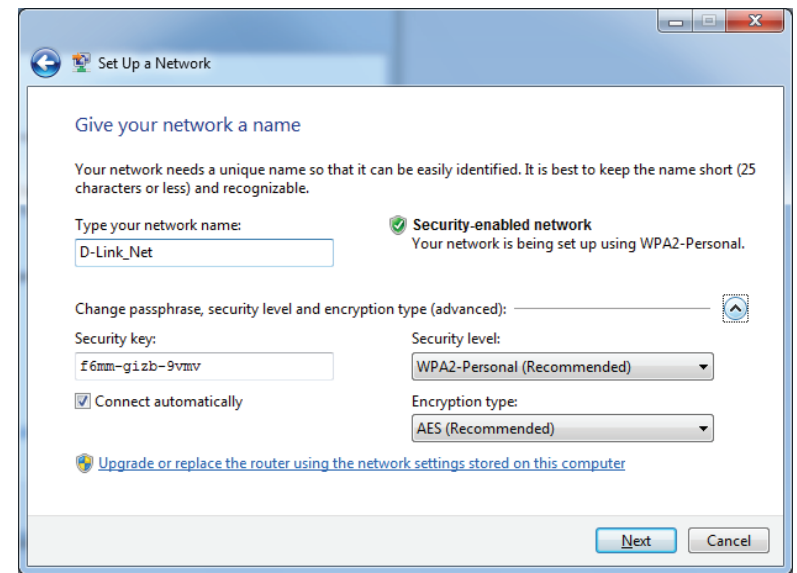 Set Up a Network
Give your network a name
Your network needs a unique name so that it can be easily identified. It is best to keep the name short (25
characters or less) and recognizable.
Type your network name:
D-Link_Net
Security-enabled network
Your network is being set up using WPA2-Personal.
Change passphrase, security level and encryption type (advanced):
Security key:
f6mm-gizb-9vmv
Security level:
WPA2-Personal (Recommended)
Connect automatically
Encryption type:
AES (Recommended)
Upgrade or replace the router using the network settings stored on this computer
Next
Cancel